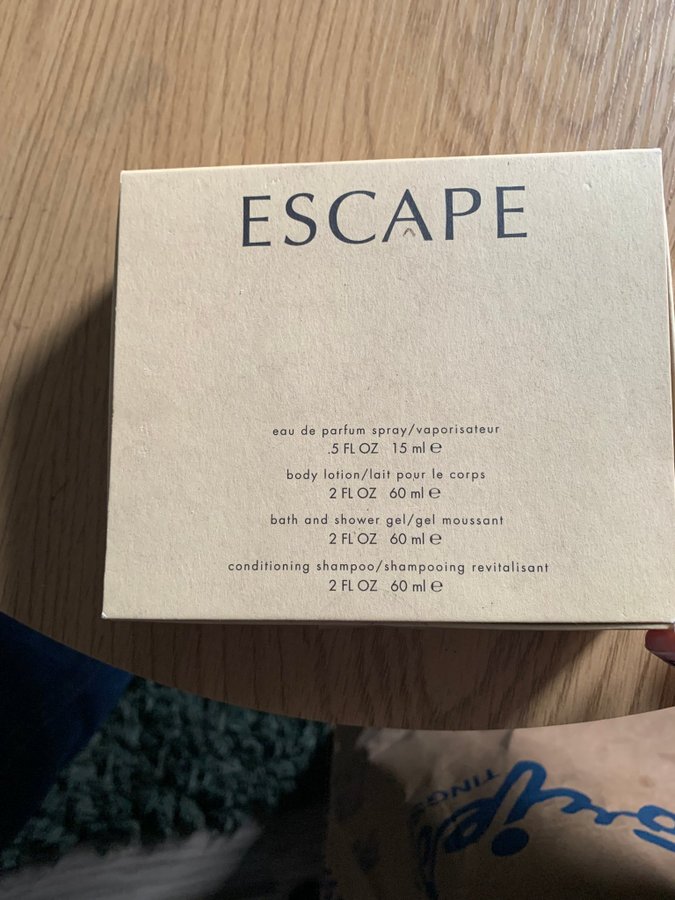 ESCAPE
eau de parfum spray/vaporisateur
.5 FL OZ 15 ml ℮
body lotion/lait pour le corps
2 FL OZ 60 ml ℮
bath and shower gel/gel moussant
2 FL OZ 60 ml ℮
conditioning shampoo/shampooing revitalisant
2 FL OZ 60 ml ℮